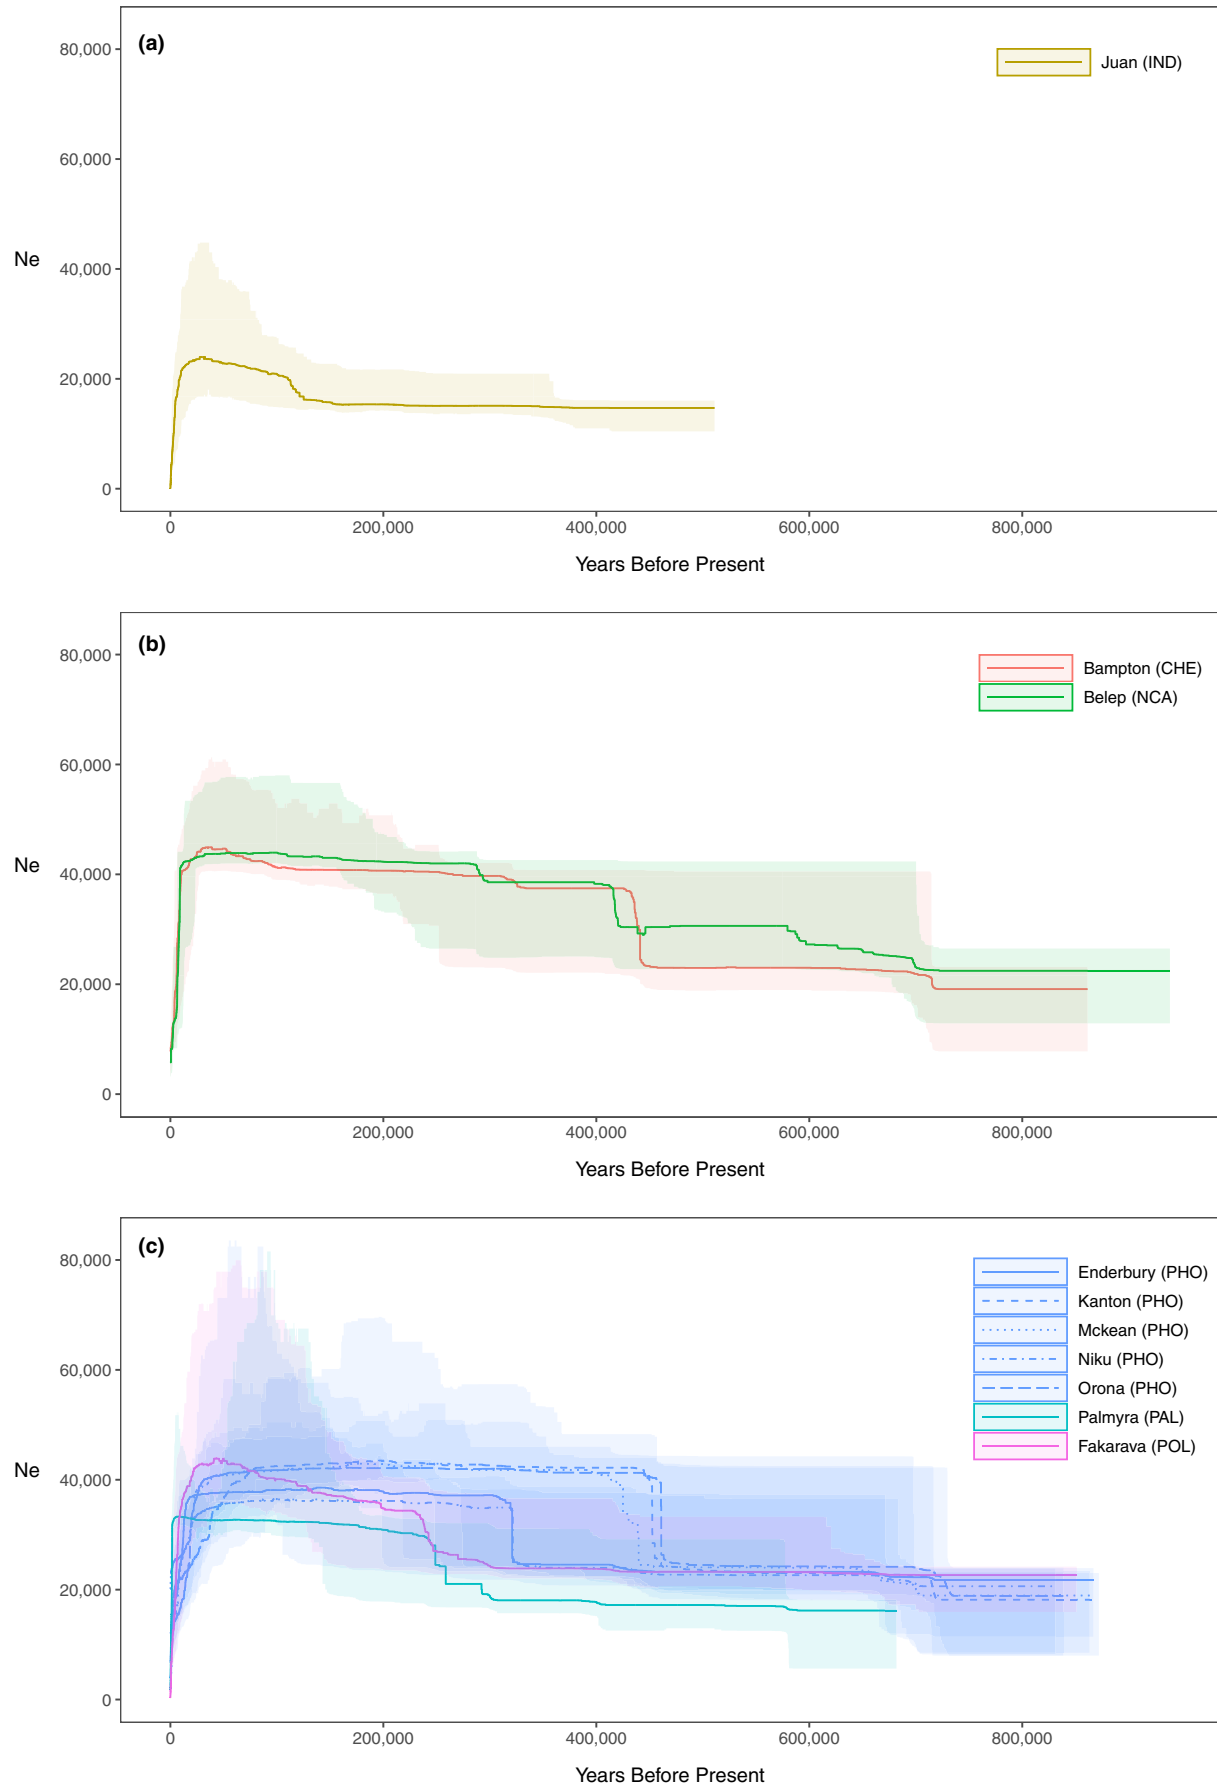 (a)
Juan (IND)
80,000
60,000
Ne
40,000
20,000
0
0 200,000 400,000 600,000 800,000
Years Before Present
(b)
80,000
Bampton (CHE)
Belep (NCA)
60,000
Ne
40,000
20,000
0
0 200,000 400,000 600,000 800,000
Years Before Present
(c)
80,000
Enderbury (PHO)
Kanton (PHO)
Mckean (PHO)
Niku (PHO)
Orona (PHO)
Palmyra (PAL)
Fakarava (POL)
60,000
Ne
40,000
20,000
0
0 200,000 400,000 600,000 800,000
Years Before Present